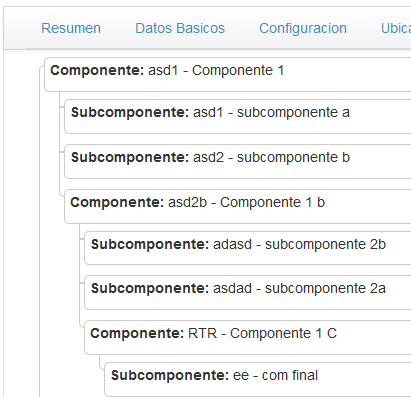 Resumen Datos Basicos Configuracion
Componente: asd1 - Componente 1
Subcomponente: asd1 - subcomponente a
Subcomponente: asd2 - subcomponente b
Componente: asd2b - Componente 1 b
Subcomponente: adasd - subcomponente 2b
Subcomponente: asdad - subcomponente 2a
Componente: RTR - Componente 1 C
Subcomponente: ee - com final